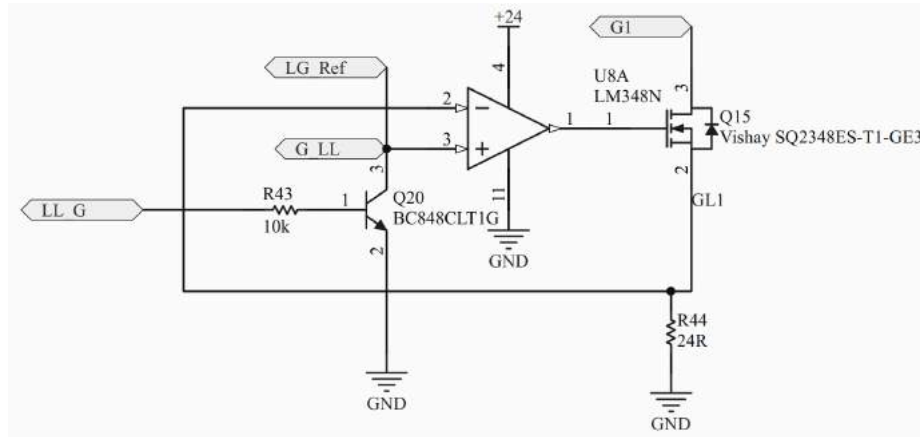 +24
G1
LG_Ref
4
U8A
LM348N
3
2
1
1
Q15
Vishay SQ2348ES-T1-GE3
G_LL
3
3
2
R43
1
Q20
BC848CLT1G
11
GL1
LL_G
10k
2
GND
R44
24R
GND
GND